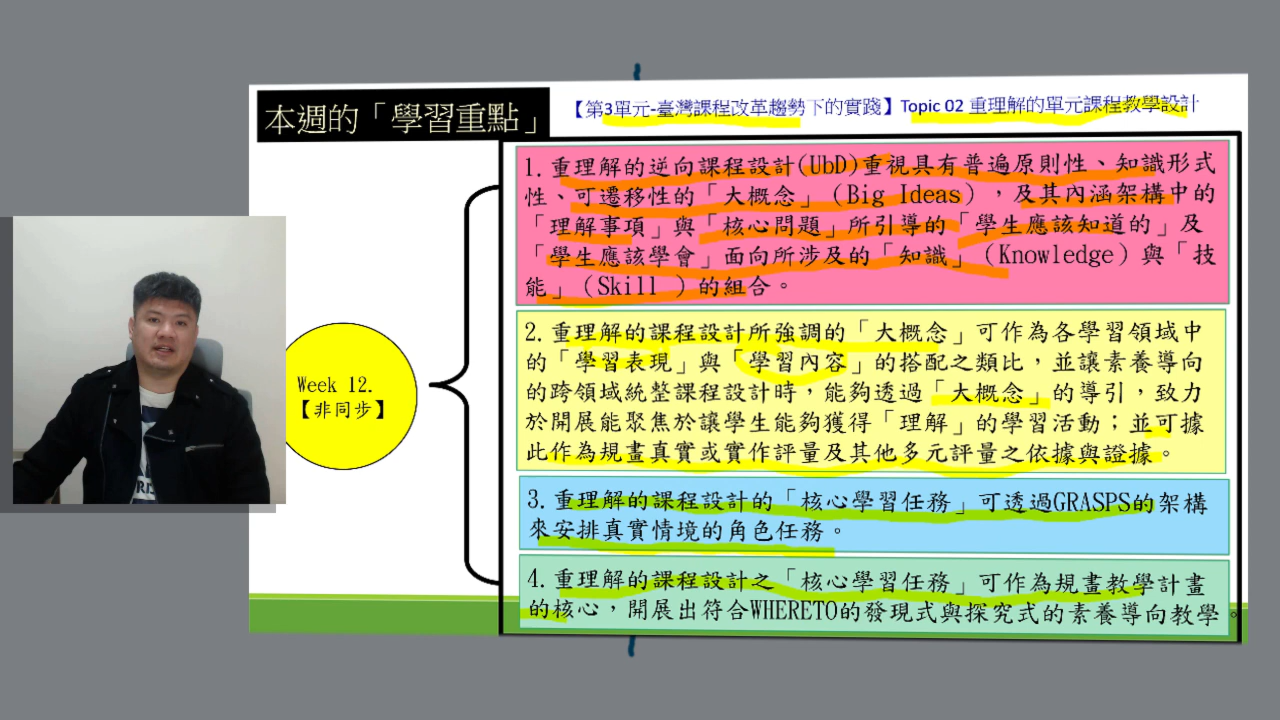 本週的「學習重點」
【第3單元-臺灣課程改革趨勢下的實踐】Topic 02 重理解的單元課程教學設計
1. 重理解的逆向課程設計(UbD)重視具有普遍原則性、知識形式
性、可遷移性的「大概念」（Big Ideas），及其內涵架構中的
「理解事項」與「核心問題」所引導的「學生應該知道的」及
「學生應該學會」面向所涉及的「知識」（Knowledge）與「技
能」（Skill ）的組合。
2. 重理解的課程設計所強調的「大概念」可作為各學習領域中
的「學習表現」與「學習內容」的搭配之類比，並讓素養導向
的跨領域統整課程設計時，能夠透過「大概念」的導引，致力
於開展能聚焦於讓學生能夠獲得「理解」的學習活動；並可據
此作為規畫真實或實作評量及其他多元評量之依據與證據。
Week 12.
【非同步】
3. 重理解的課程設計的「核心學習任務」可透過GRASPS的架構
來安排真實情境的角色任務。
4. 重理解的課程設計之「核心學習任務」可作為規畫教學計畫
的核心，開展出符合WHERETO的發現式與探究式的素養導向教學。